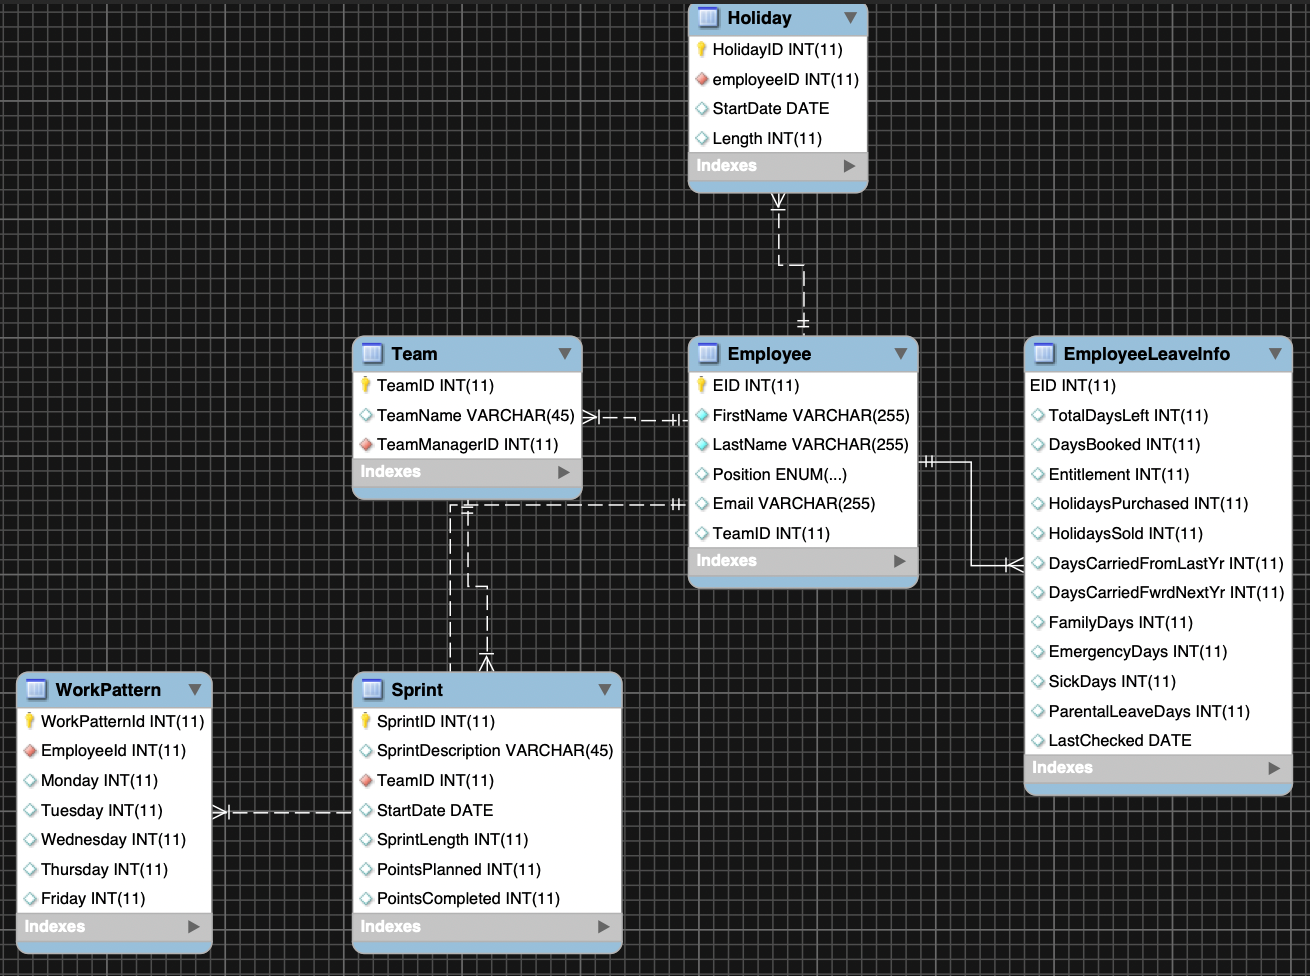 Holiday
HolidayID INT(11)
employeeID INT(11)
StartDate DATE
Length INT(11)
Indexes
Team
TeamID INT(11)
TeamName VARCHAR(45)
TeamManagerID INT(11)
Indexes
Employee
EID INT(11)
FirstName VARCHAR(255)
LastName VARCHAR(255)
Position ENUM(...)
Email VARCHAR(255)
TeamID INT(11)
Indexes
EmployeeLeaveInfo
EID INT(11)
TotalDaysLeft INT(11)
DaysBooked INT(11)
Entitlement INT(11)
HolidaysPurchased INT(11)
HolidaysSold INT(11)
DaysCarriedFromLastYr INT(11)
DaysCarriedFwrdNextYr INT(11)
FamilyDays INT(11)
EmergencyDays INT(11)
SickDays INT(11)
ParentalLeaveDays INT(11)
LastChecked DATE
Indexes
WorkPattern
WorkPatternId INT(11)
EmployeeId INT(11)
Monday INT(11)
Tuesday INT(11)
Wednesday INT(11)
Thursday INT(11)
Friday INT(11)
Indexes
Sprint
SprintID INT(11)
SprintDescription VARCHAR(45)
TeamID INT(11)
StartDate DATE
SprintLength INT(11)
PointsPlanned INT(11)
PointsCompleted INT(11)
Indexes